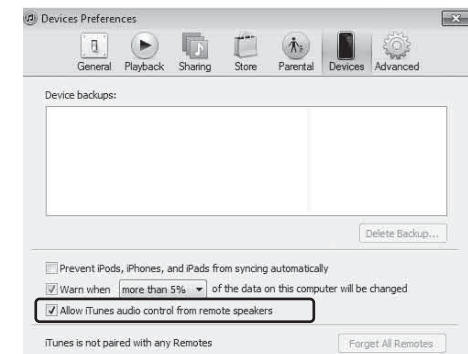 Devices Preferences
General Playback Sharing Store Parental Devices Advanced
Device backups:
Delete Backup...
Prevent iPods, iPhones, and iPads from syncing automatically
Warn when more than 5% of the data on this computer will be changed
Allow iTunes audio control from remote speakers
iTunes is not paired with any Remotes Forget All Remotes